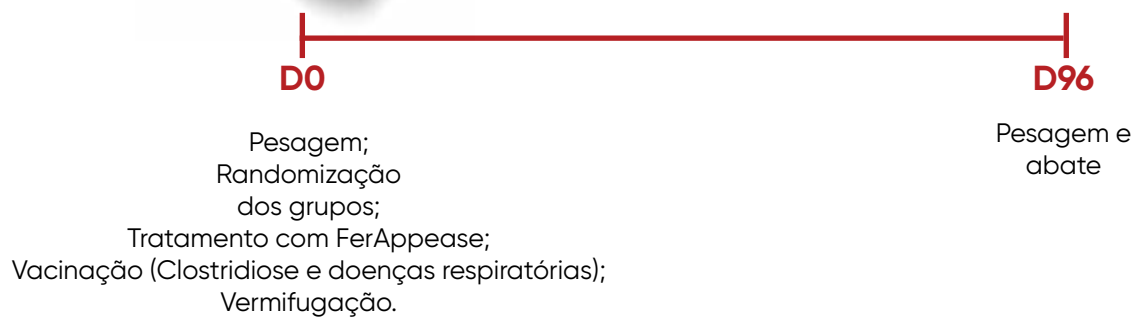 D0
Pesagem;
Randomização
dos grupos;
Tratamento com FerAppease;
Vacinação (Clostridiose e doenças respiratórias);
Vermifugação.
D96
Pesagem e
abate